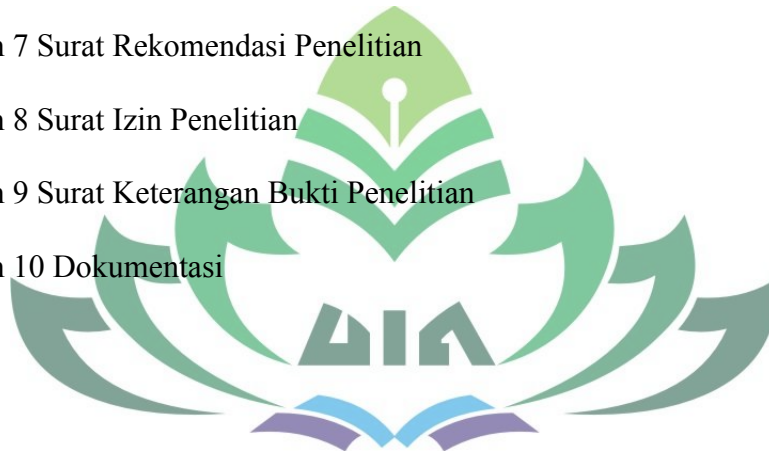 n 7 Surat Rekomendasi Penelitian
n 8 Surat Izin Penelitian
n 9 Surat Keterangan Bukti Penelitian
n 10 Dokumentasi
UIN